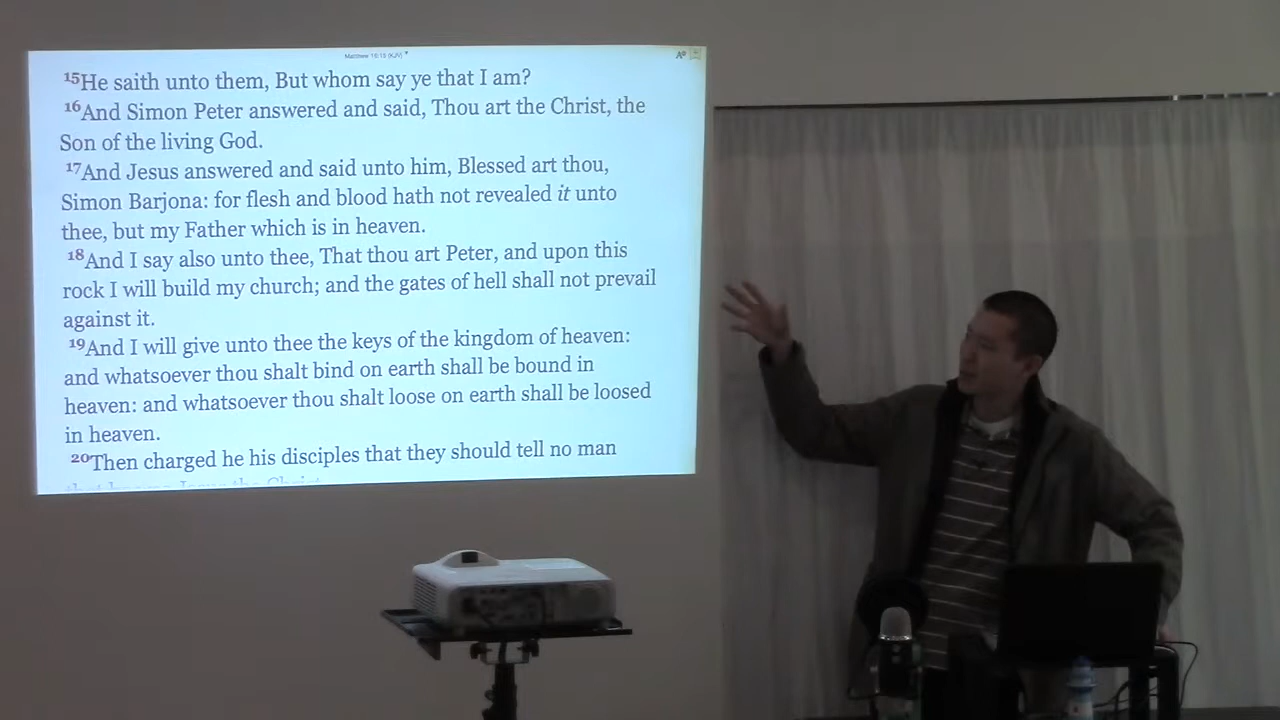 Matthew 16:15 (KJV)
15He saith unto them, But whom say ye that I am?
16And Simon Peter answered and said, Thou art the Christ, the
Son of the living God.
17And Jesus answered and said unto him, Blessed art thou,
Simon Barjona: for flesh and blood hath not revealed it unto
thee, but my Father which is in heaven.
18And I say also unto thee, That thou art Peter, and upon this
rock I will build my church; and the gates of hell shall not prevail
against it.
19And I will give unto thee the keys of the kingdom of heaven:
and whatsoever thou shalt bind on earth shall be bound in
heaven: and whatsoever thou shalt loose on earth shall be loosed
in heaven.
20Then charged he his disciples that they should tell no man